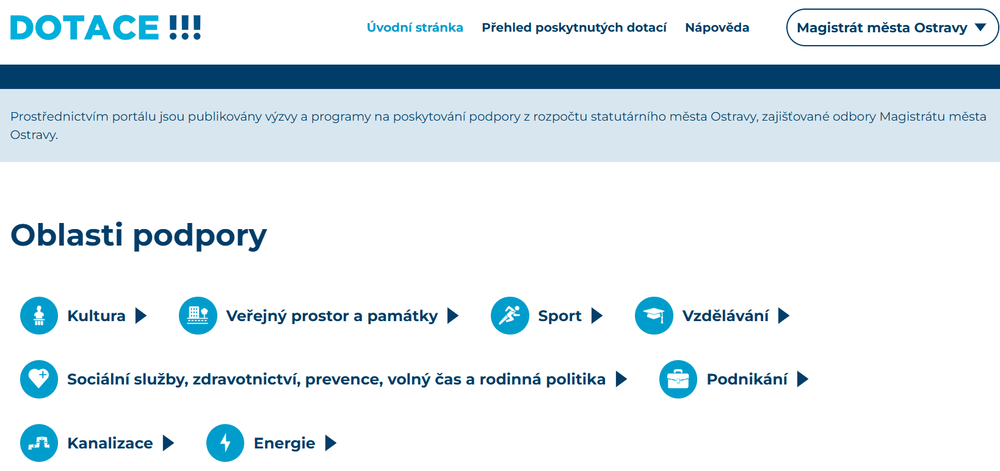 DOTACE !!!
Úvodní stránka Přehled poskytnutých dotací Nápověda Magistrát města Ostravy
Prostřednictvím portálu jsou publikovány výzvy a programy na poskytování podpory z rozpočtu statutárního města Ostravy, zajišťované odbory Magistrátu města
Ostravy.
Oblasti podpory
Kultura Veřejný prostor a památky Sport Vzdělávání
Sociální služby, zdravotnictví, prevence, volný čas a rodinná politika Podnikání
Kanalizace Energie